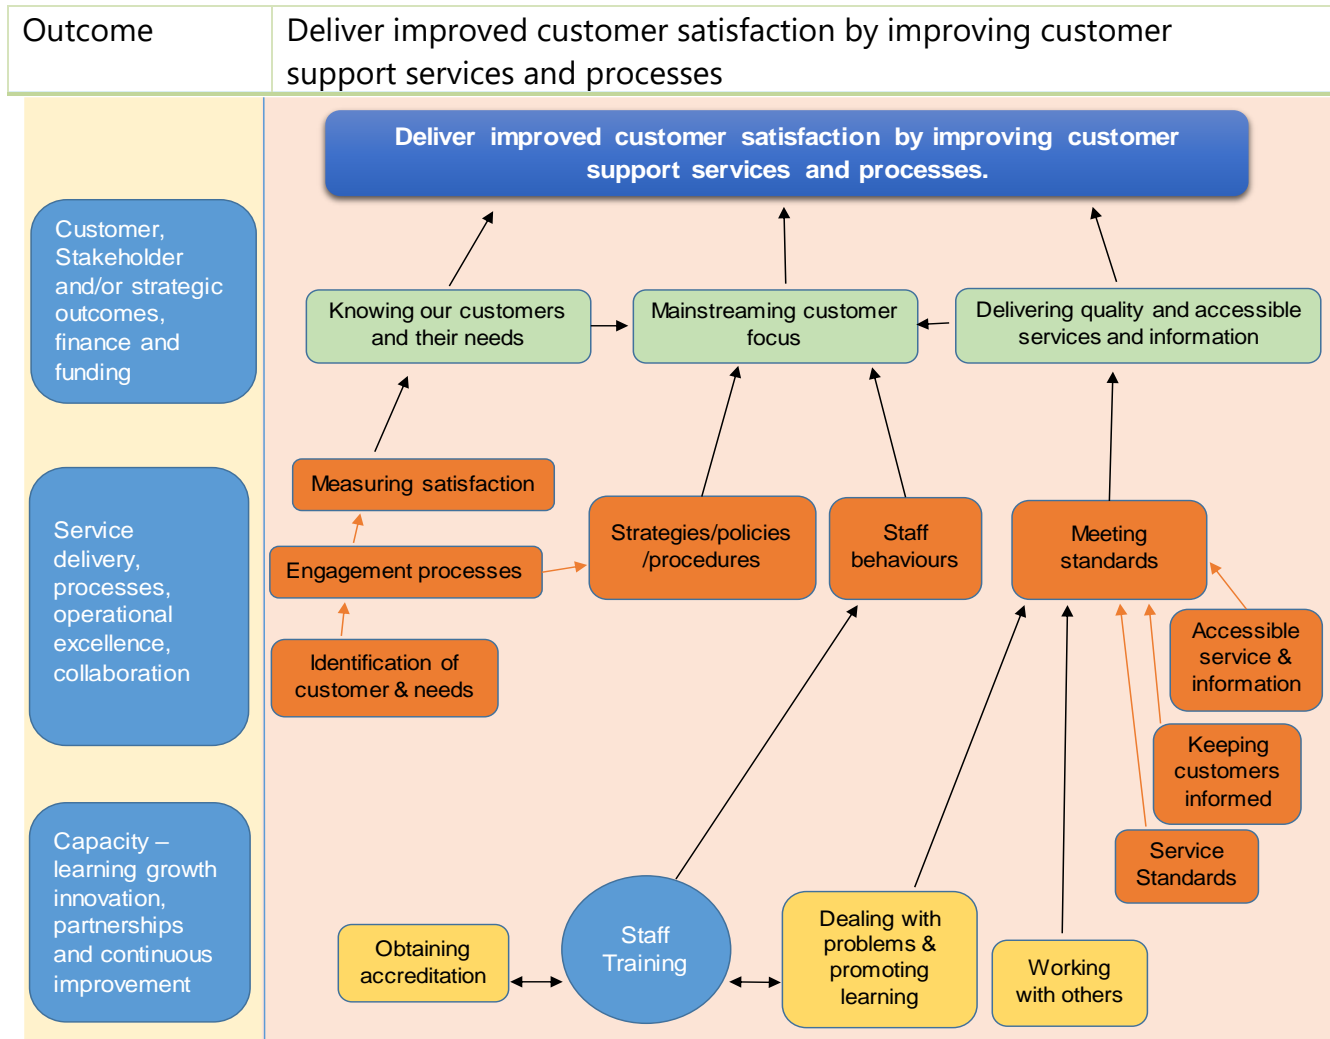 Outcome
Deliver improved customer satisfaction by improving customer
support services and processes
Deliver improved customer satisfaction by improving customer
support services and processes.
Customer,
Stakeholder
and/or strategic
outcomes,
finance and
funding
Knowing our customers
and their needs
Mainstreaming customer
focus
Delivering quality and accessible
services and information
Service
delivery,
processes,
operational
excellence,
collaboration
Measuring satisfaction
Engagement processes
Identification of
customer & needs
Strategies/policies
/procedures
Staff
behaviours
Meeting
standards
Accessible
service &
information
Keeping
customers
informed
Service
Standards
Capacity –
learning growth
innovation,
partnerships
and continuous
improvement
Obtaining
accreditation
Staff
Training
Dealing with
problems &
promoting
learning
Working
with others